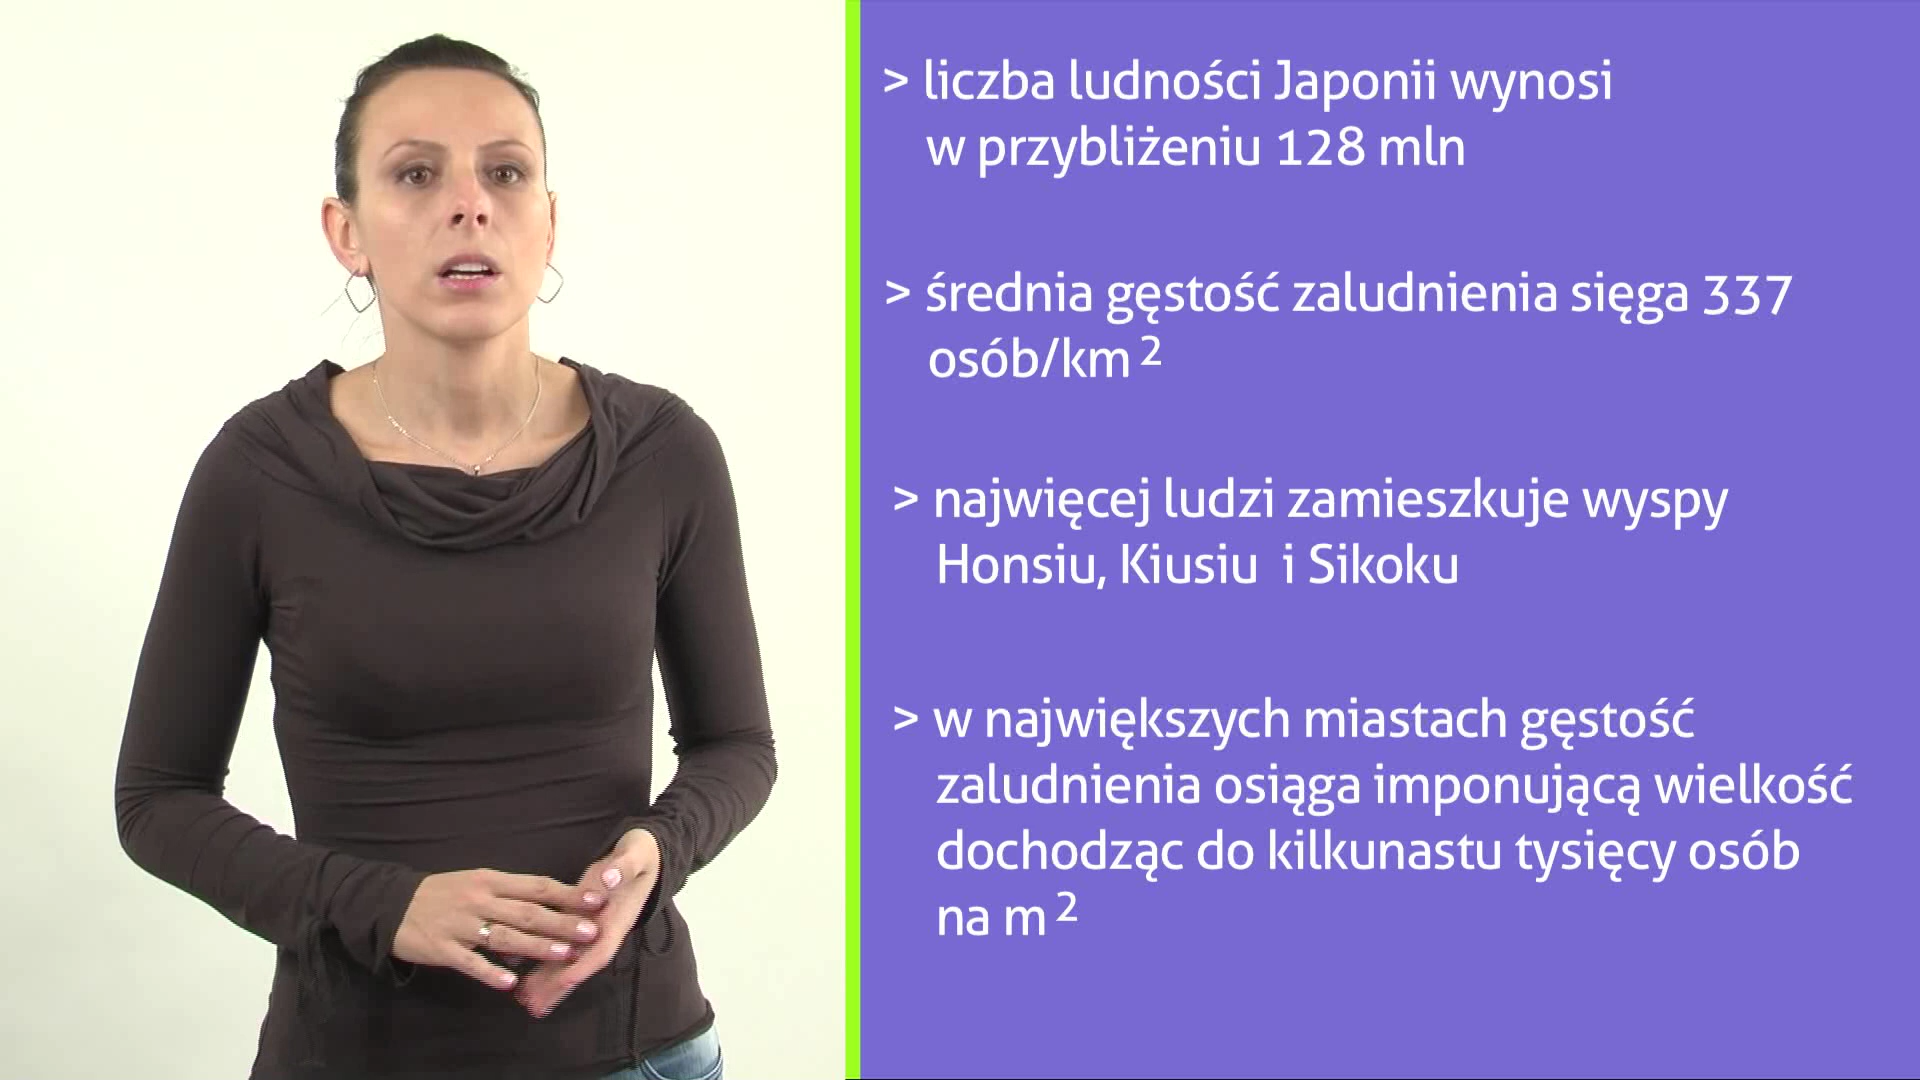 > liczba ludności Japonii wynosi
w przybliżeniu 128 mln
> średnia gęstość zaludnienia sięga 337
osób/km ²
> najwięcej ludzi zamieszkuje wyspy
Honsiu, Kiusiu i Sikoku
> w największych miastach gęstość
zaludnienia osiąga imponującą wielkość
dochodząc do kilkunastu tysięcy osób
na m ²